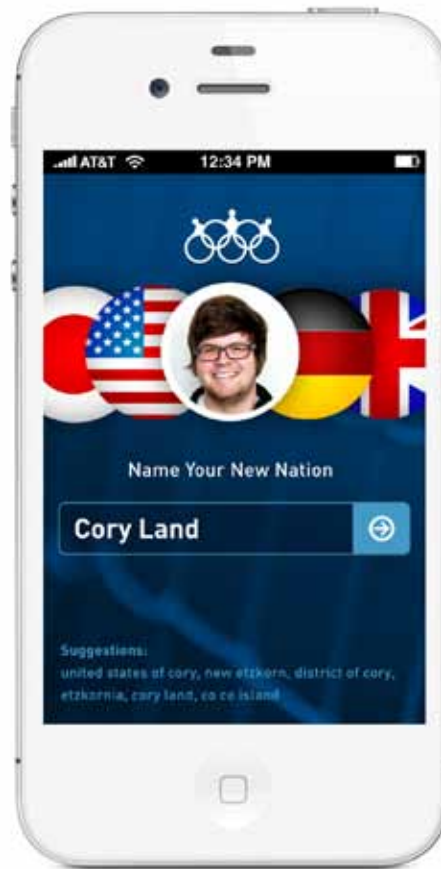 AT&T 12:34 PM
Name Your New Nation
Cory Land
Suggestions:
united states of cory, new etzkorn, district of cory,
etzkornia, cory land, co co island